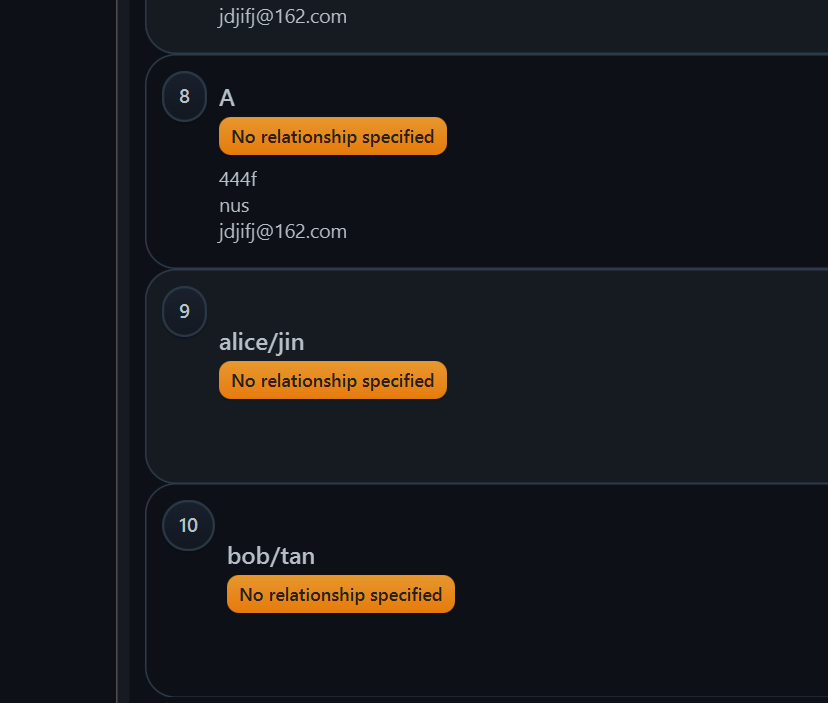 jdjifj@162.com
8
A
No relationship specified
444f
nus
jdjifj@162.com
9
alice/jin
No relationship specified
10
bob/tan
No relationship specified